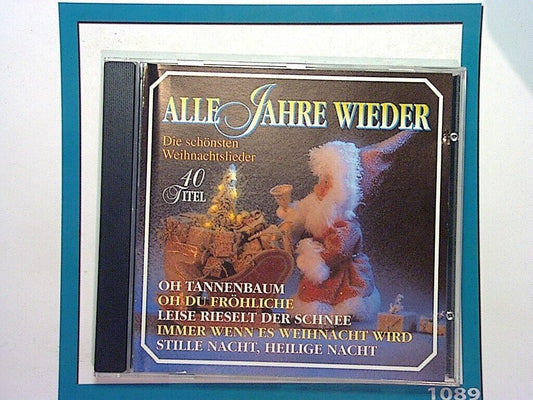 ALLE JAHRE WIEDER
Die schönsten
Weihnachtslieder
40
TITEL
OH TANNENBAUM
OH DU FRÖHLICHE
LEISE RIESELT DER SCHNEE
IMMER WENN ES WEIHNACHT WIRD
STILLE NACHT, HEILIGE NACHT
1089